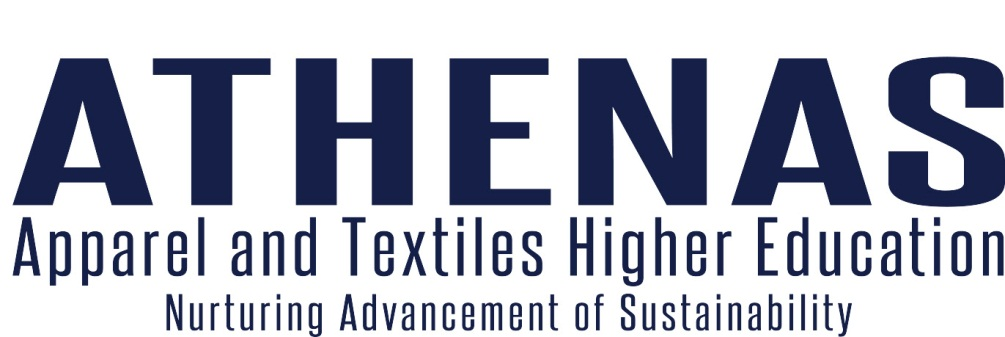 ATHENAS
Apparel and Textiles Higher Education
Nurturing Advancement of Sustainability